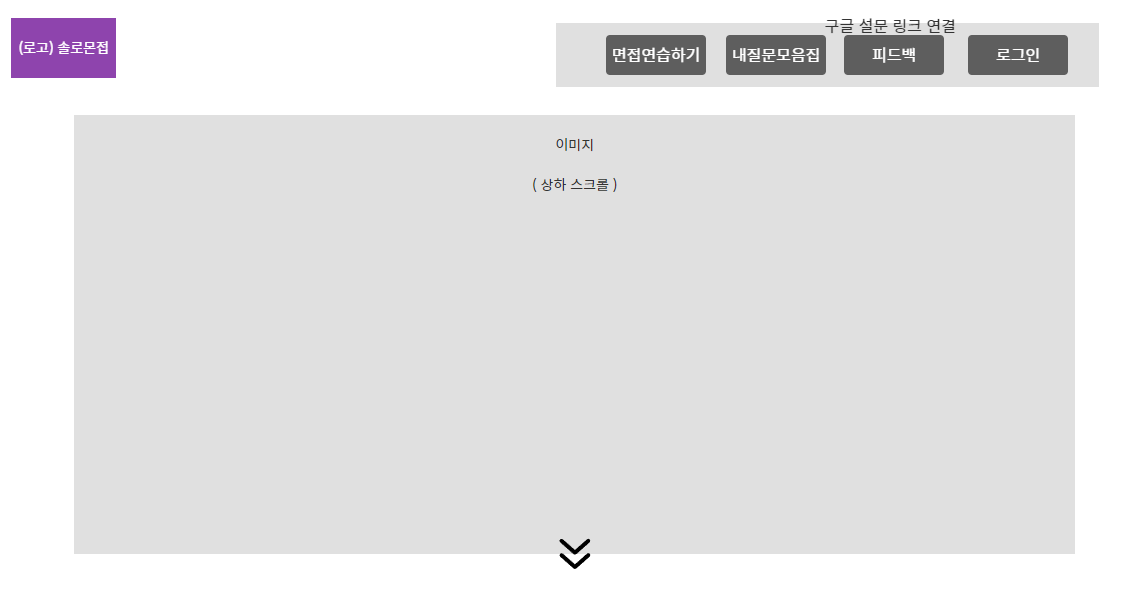 (로고) 솔로몬접
구글 설문 링크 연결
면접연습하기
내질문모음집
피드백
로그인
이미지
( 상하 스크롤 )